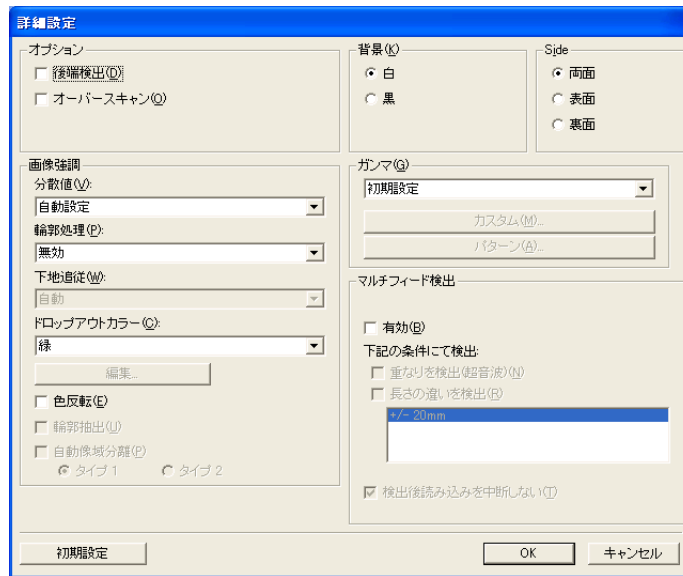 詳細設定
オプション
後端検出(D)
オーバースキャン(O)
背景(K)
白
黒
Side
両面
表面
裏面
画像強調
分散値(V):
自動設定
輪郭処理(P):
無効
下地追従(W):
自動
ドロップアウトカラー(C):
緑
編集...
色反転(E)
輪郭抽出(U)
自動像域分離(P)
タイプ 1 タイプ 2
ガンマ(G)
初期設定
カスタム(M)...
パターン(A)...
マルチフィード検出
有効(B)
下記の条件にて検出:
重なりを検出(超音波)(N)
長さの違いを検出(R)
+/- 20mm
検出後読み込みを中断しない(T)
初期設定
OK
キャンセル